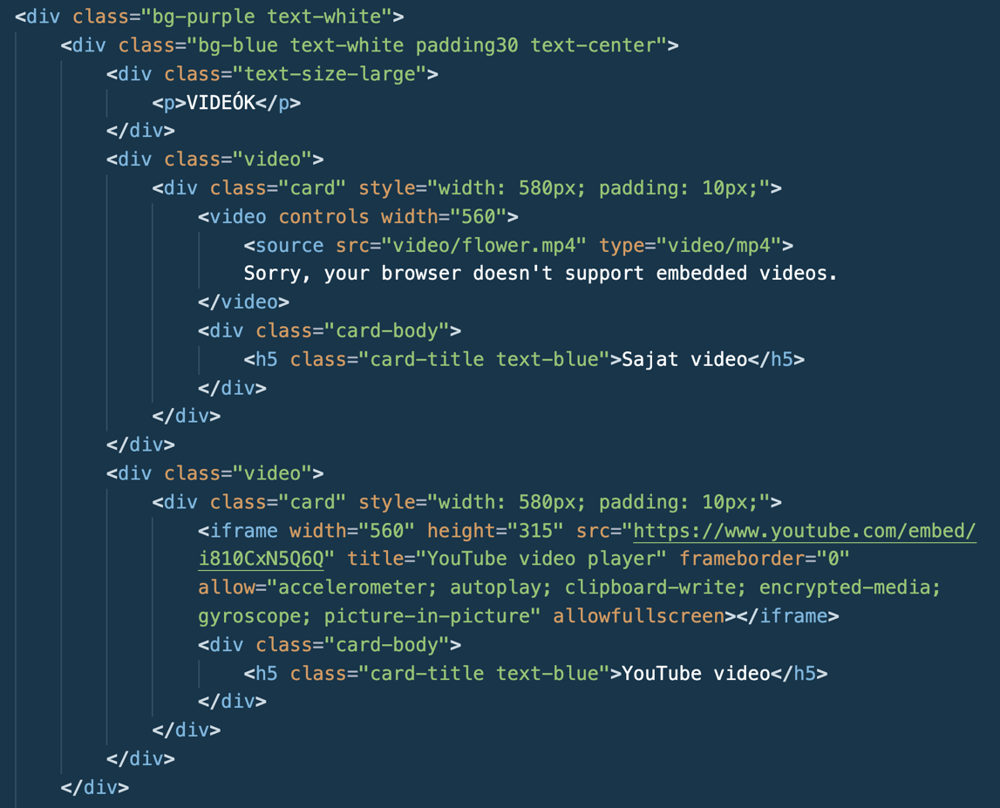 <div class="bg-purple text-white">
<div class="bg-blue text-white padding30 text-center">
<div class="text-size-large">
<p>VIDEÓK</p>
</div>
<div class="video">
<div class="card" style="width: 580px; padding: 10px;">
<video controls width="560">
<source src="video/flower.mp4" type="video/mp4">
Sorry, your browser doesn't support embedded videos.
</video>
<div class="card-body">
<h5 class="card-title text-blue">Sajat video</h5>
</div>
</div>
</div>
<div class="video">
<div class="card" style="width: 580px; padding: 10px;">
<iframe width="560" height="315" src="https://www.youtube.com/embed/
i810CxN5Q6Q" title="YouTube video player" frameborder="0"
allow="accelerometer; autoplay; clipboard-write; encrypted-media;
gyroscope; picture-in-picture" allowfullscreen></iframe>
<div class="card-body">
<h5 class="card-title text-blue">YouTube video</h5>
</div>
</div>
</div>
</div>